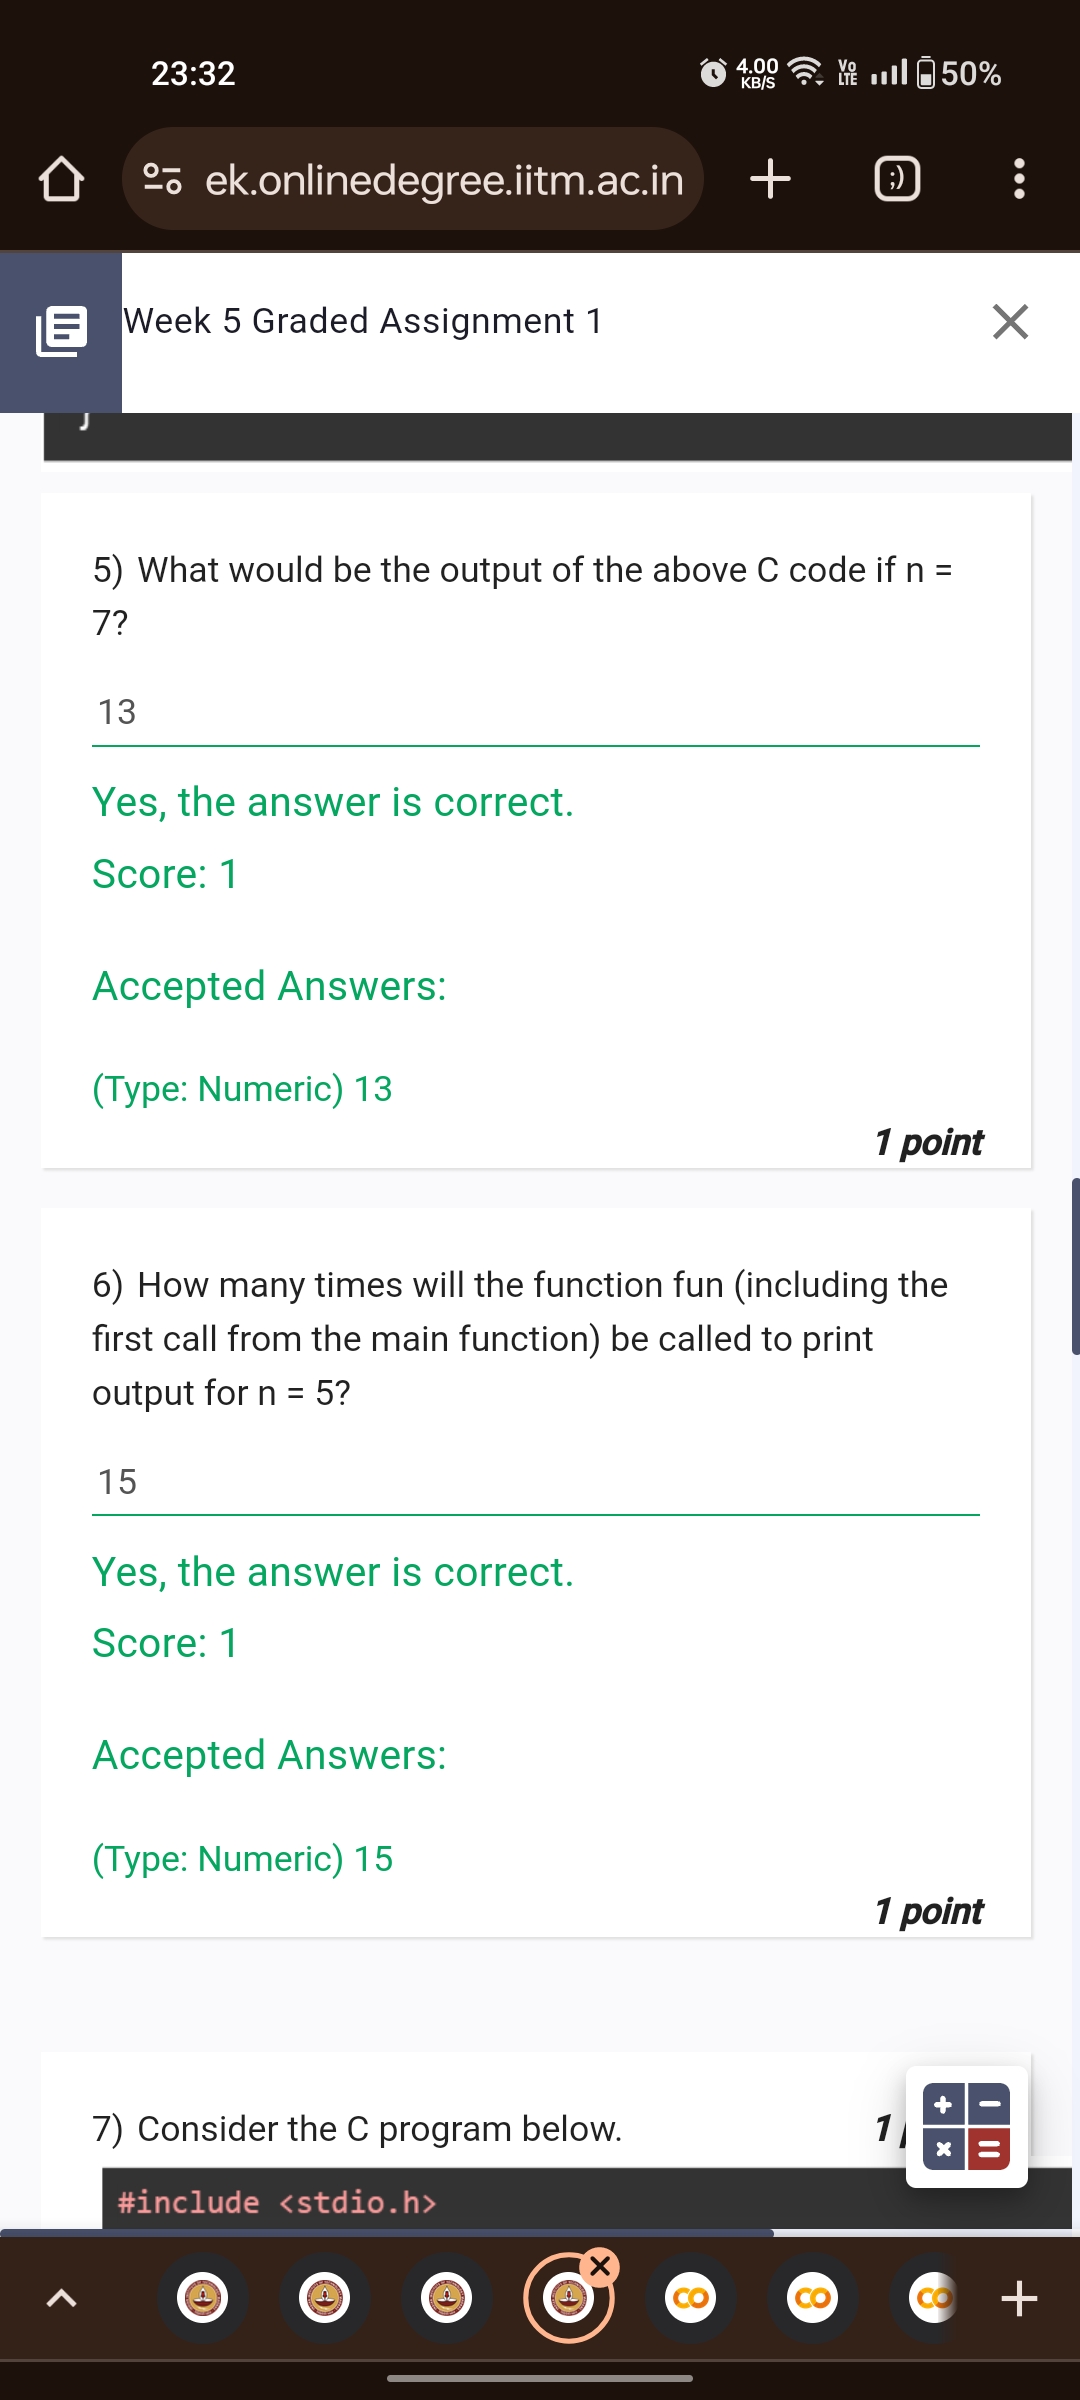 23:32
4.00
KB/S
Vo
LTE
50%
ek.onlinedegree.iitm.ac.in
:)
Week 5 Graded Assignment 1
}
5) What would be the output of the above C code if n =
7?
13
Yes, the answer is correct.
Score: 1
Accepted Answers:
(Type: Numeric) 13
1 point
6) How many times will the function fun (including the
first call from the main function) be called to print
output for n = 5?
15
Yes, the answer is correct.
Score: 1
Accepted Answers:
(Type: Numeric) 15
1 point
7) Consider the C program below.
1
#include <stdio.h>